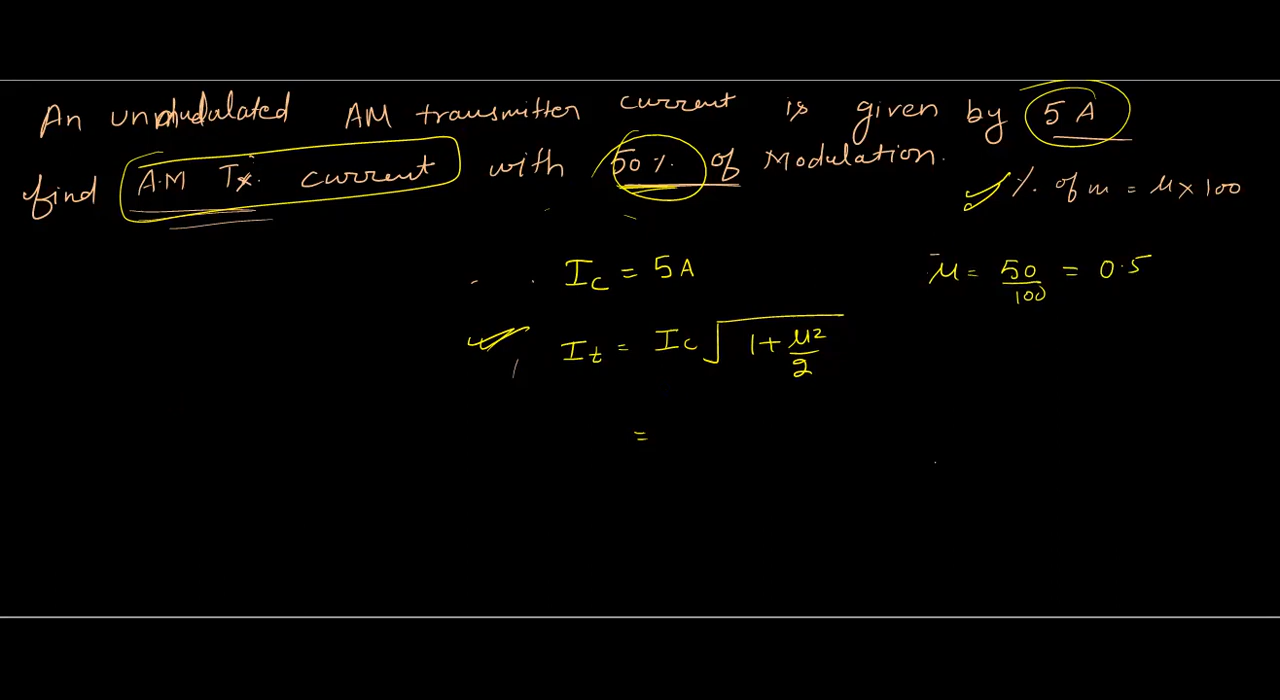 An unmodulated AM transmitter current is given by 5 A
find A.M Tx. current with 50 %. of Modulation.
%. of m = μ x 100
Ic = 5A
μ = 50/100 = 0.5
It = Ic √1 + μ²/2
=